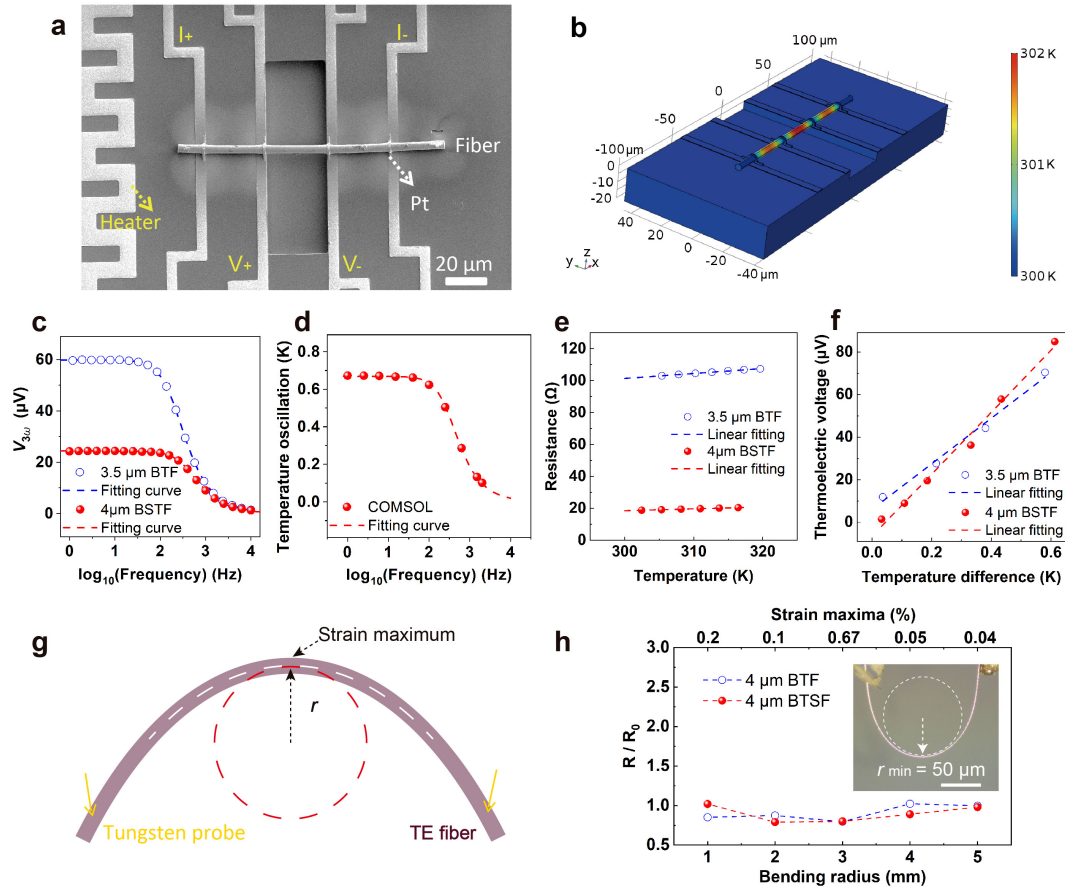 a
I+
I-
Fiber
Pt
Heater
V+
V-
20 µm
b
100 µm
50
0
-50
-100 µm
0
-10
-20
40
20
0
-20
-40 µm
y
z
x
302 K
301 K
300 K
c
V3ω (µV)
60
40
20
0
3.5 µm BTF
Fitting curve
4µm BSTF
Fitting curve
0 1 2 3 4
log10(Frequency) (Hz)
d
Temperature oscillation (K)
0.8
0.6
0.4
0.2
0.0
COMSOL
Fitting curve
0 1 2 3 4
log10(Frequency) (Hz)
e
Resistance (Ω)
120
100
80
60
40
20
0
3.5 µm BTF
Linear fitting
4µm BSTF
Linear fitting
300 310 320
Temperature (K)
f
Thermoelectric voltage (µV)
80
60
40
20
0
3.5 µm BTF
Linear fitting
4 µm BSTF
Linear fitting
0.0 0.2 0.4 0.6
Temperature difference (K)
g
Strain maximum
r
Tungsten probe
TE fiber
h
Strain maxima (%)
0.2 0.1 0.67 0.05 0.04
R / R0
3.0
2.5
2.0
1.5
1.0
0.5
4 µm BTF
4 µm BTSF
r min = 50 µm
1 2 3 4 5
Bending radius (mm)